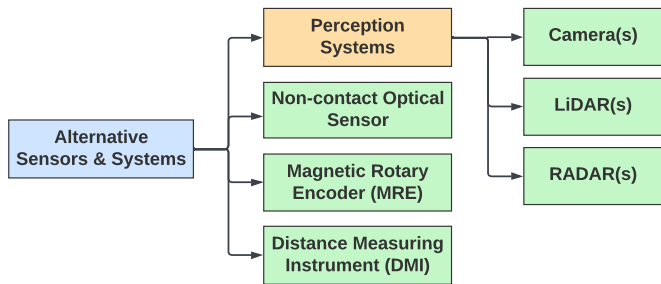 Alternative
Sensors & Systems
Perception
Systems
Non-contact Optical
Sensor
Magnetic Rotary
Encoder (MRE)
Distance Measuring
Instrument (DMI)
Camera(s)
LiDAR(s)
RADAR(s)